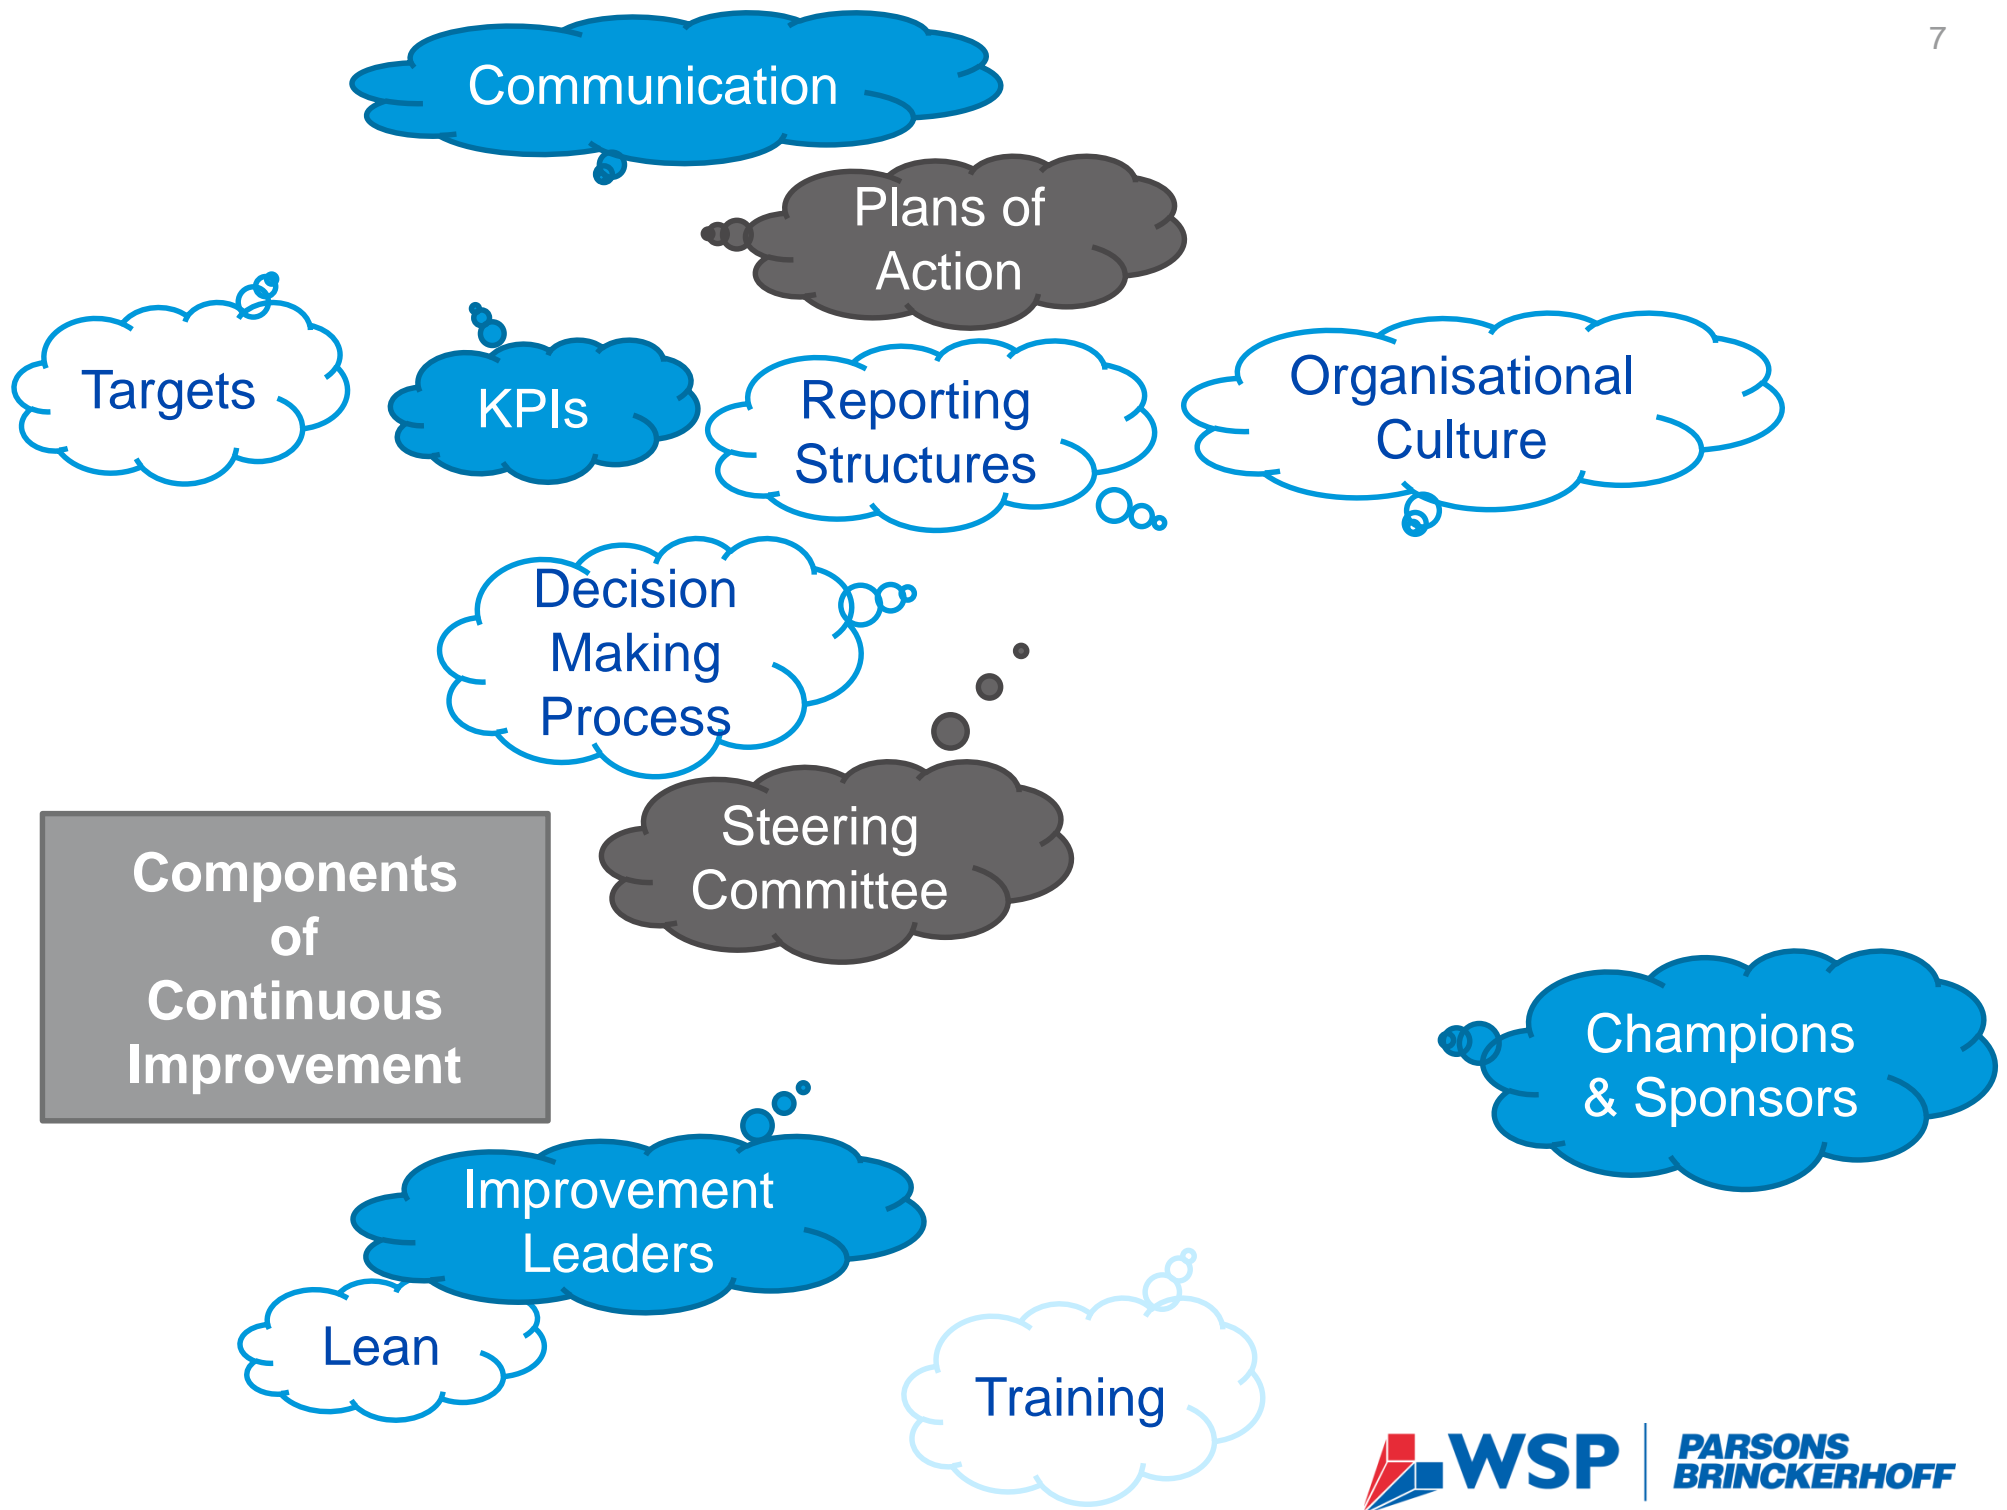 7
Communication
Plans of
Action
Targets
KPIs
Reporting
Structures
Organisational
Culture
Decision
Making
Process
Steering
Committee
Components
of
Continuous
Improvement
Champions
& Sponsors
Improvement
Leaders
Lean
Training
WSP
PARSONS
BRINCKERHOFF